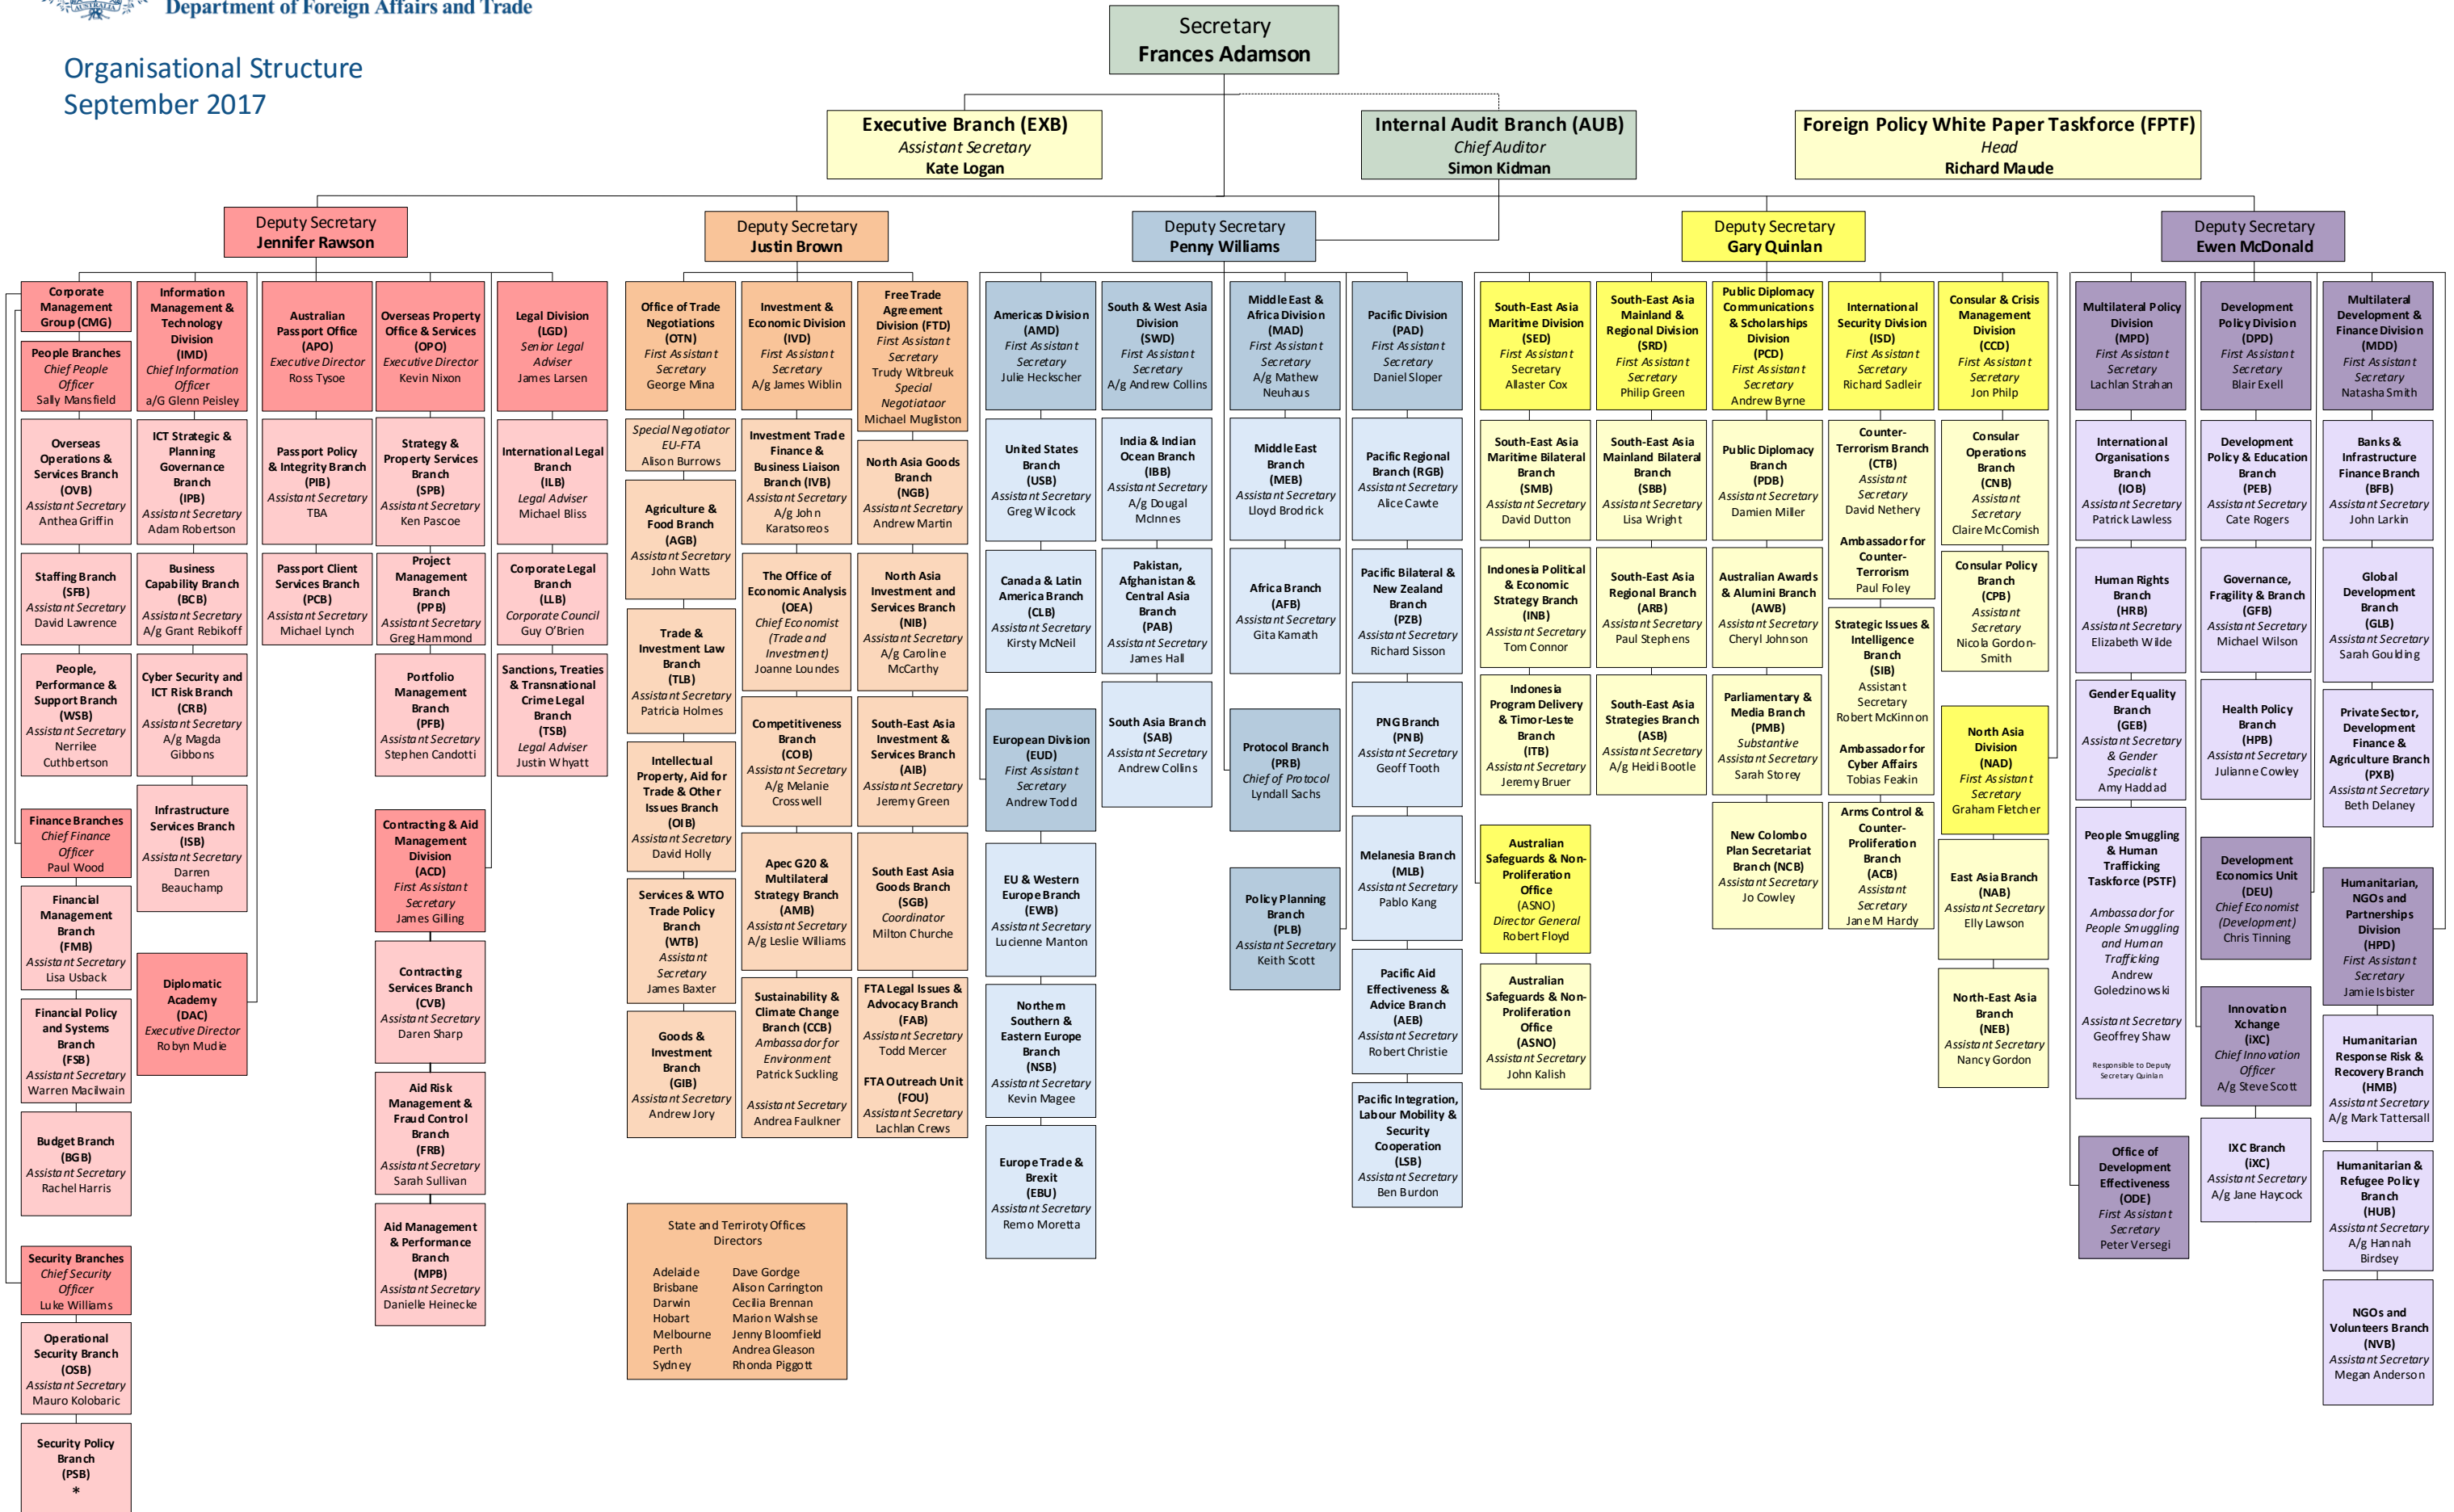 AUSTRALIA
Department of Foreign Affairs and Trade
Organisational Structure
September 2017
Secretary
Frances Adamson
Executive Branch (EXB)
Assistant Secretary
Kate Logan
Internal Audit Branch (AUB)
Chief Auditor
Simon Kidman
Foreign Policy White Paper Taskforce (FPTF)
Head
Richard Maude
Deputy Secretary
Jennifer Rawson
Deputy Secretary
Justin Brown
Deputy Secretary
Penny Williams
Deputy Secretary
Gary Quinlan
Deputy Secretary
Ewen McDonald
Corporate
Management
Group (CMG)
People Branches
Chief People
Officer
Sally Mansfield
Overseas
Operations &
Services Branch
(OVB)
Assistant Secretary
Anthea Griffin
Staffing Branch
(SFB)
Assistant Secretary
David Lawrence
People,
Performance &
Support Branch
(WSB)
Assistant Secretary
Nerrilee
Cuthbertson
Finance Branches
Chief Finance
Officer
Paul Wood
Financial
Management
Branch
(FMB)
Assistant Secretary
Lisa Usback
Financial Policy
and Systems
Branch
(FSB)
Assistant Secretary
Warren Macilwain
Budget Branch
(BGB)
Assistant Secretary
Rachel Harris
Security Branches
Chief Security
Officer
Luke Williams
Operational
Security Branch
(OSB)
Assistant Secretary
Mauro Kolobaric
Security Policy
Branch
(PSB)
*
Information
Management &
Technology
Division
(IMD)
Chief Information
Officer
a/G Glenn Peisley
ICT Strategic &
Planning
Governance
Branch
(IPB)
Assistant Secretary
Adam Robertson
Business
Capability Branch
(BCB)
Assistant Secretary
A/g Grant Rebikoff
Cyber Security and
ICT Risk Branch
(CRB)
Assistant Secretary
A/g Magda
Gibbons
Infrastructure
Services Branch
(ISB)
Assistant Secretary
Darren
Beauchamp
Diplomatic
Academy
(DAC)
Executive Director
Robyn Mudie
Australian
Passport Office
(APO)
Executive Director
Ross Tysoe
Passport Policy
& Integrity Branch
(PIB)
Assistant Secretary
TBA
Passport Client
Services Branch
(PCB)
Assistant Secretary
Michael Lynch
Overseas Property
Office & Services
(OPO)
Executive Director
Kevin Nixon
Strategy &
Property Services
Branch
(SPB)
Assistant Secretary
Ken Pascoe
Project
Management
Branch
(PPB)
Assistant Secretary
Greg Hammond
Portfolio
Management
Branch
(PFB)
Assistant Secretary
Stephen Candotti
Contracting & Aid
Management
Division
(ACD)
First Assistant
Secretary
James Gilling
Contracting
Services Branch
(CVB)
Assistant Secretary
Daren Sharp
Aid Risk
Management &
Fraud Control
Branch
(FRB)
Assistant Secretary
Sarah Sullivan
Aid Management
& Performance
Branch
(MPB)
Assistant Secretary
Danielle Heinecke
Legal Division
(LGD)
Senior Legal
Adviser
James Larsen
International Legal
Branch
(ILB)
Legal Adviser
Michael Bliss
Corporate Legal
Branch
(LLB)
Corporate Council
Guy O'Brien
Sanctions, Treaties
& Transnational
Crime Legal
Branch
(TSB)
Legal Adviser
Justin Whyatt
Office of Trade
Negotiations
(OTN)
First Assistant
Secretary
George Mina
Special Negotiator
EU-FTA
Alison Burrows
Agriculture &
Food Branch
(AGB)
Assistant Secretary
John Watts
Trade &
Investment Law
Branch
(TLB)
Assistant Secretary
Patricia Holmes
Intellectual
Property, Aid for
Trade & Other
Issues Branch
(OIB)
Assistant Secretary
David Holly
Services & WTO
Trade Policy
Branch
(WTB)
Assistant
Secretary
James Baxter
Goods &
Investment
Branch
(GIB)
Assistant Secretary
Andrew Jory
Investment &
Economic Division
(IVD)
First Assistant
Secretary
A/g James Wiblin
Investment Trade
Finance &
Business Liaison
Branch (IVB)
Assistant Secretary
A/g John
Karatsoreos
The Office of
Economic Analysis
(OEA)
Chief Economist
(Trade and
Investment)
Joanne Loundes
Competitiveness
Branch
(COB)
Assistant Secretary
A/g Melanie
Crosswell
Apec G20 &
Multilateral
Strategy Branch
(AMB)
Assistant Secretary
A/g Leslie Williams
Sustainability &
Climate Change
Branch (CCB)
Ambassador for
Environment
Patrick Suckling
Assistant Secretary
Andrea Faulkner
Free Trade
Agreement
Division (FTD)
First Assistant
Secretary
Trudy Witbreuk
Special
Negotiataor
Michael Mugliston
North Asia Goods
Branch
(NGB)
Assistant Secretary
Andrew Martin
North Asia
Investment and
Services Branch
(NIB)
Assistant Secretary
A/g Caroline
McCarthy
South-East Asia
Investment &
Services Branch
(AIB)
Assistant Secretary
Jeremy Green
South East Asia
Goods Branch
(SGB)
Coordinator
Milton Churche
FTA Legal Issues &
Advocacy Branch
(FAB)
Assistant Secretary
Todd Mercer
FTA Outreach Unit
(FOU)
Assistant Secretary
Lachlan Crews
State and Terriroty Offices
Directors
Adelaide Dave Gordge
Brisbane Alison Carrington
Darwin Cecilia Brennan
Hobart Marion Walshse
Melbourne Jenny Bloomfield
Perth Andrea Gleason
Sydney Rhonda Piggott
Americas Division
(AMD)
First Assistant
Secretary
Julie Heckscher
United States
Branch
(USB)
Assistant Secretary
Greg Wilcock
Canada & Latin
America Branch
(CLB)
Assistant Secretary
Kirsty McNeil
European Division
(EUD)
First Assistant
Secretary
Andrew Todd
EU & Western
Europe Branch
(EWB)
Assistant Secretary
Lucienne Manton
Northern
Southern &
Eastern Europe
Branch
(NSB)
Assistant Secretary
Kevin Magee
Europe Trade &
Brexit
(EBU)
Assistant Secretary
Remo Moretta
South & West Asia
Division
(SWD)
First Assistant
Secretary
A/g Andrew Collins
India & Indian
Ocean Branch
(IBB)
Assistant Secretary
A/g Dougal
McInnes
Pakistan,
Afghanistan &
Central Asia
Branch
(PAB)
Assistant Secretary
James Hall
South Asia Branch
(SAB)
Assistant Secretary
Andrew Collins
Middle East &
Africa Division
(MAD)
First Assistant
Secretary
A/g Mathew
Neuhaus
Middle East
Branch
(MEB)
Assistant Secretary
Lloyd Brodrick
Africa Branch
(AFB)
Assistant Secretary
Gita Kamath
Protocol Branch
(PRB)
Chief of Protocol
Lyndall Sachs
Policy Planning
Branch
(PLB)
Assistant Secretary
Keith Scott
Pacific Division
(PAD)
First Assistant
Secretary
Daniel Sloper
Pacific Regional
Branch (RGB)
Assistant Secretary
Alice Cawte
Pacific Bilateral &
New Zealand
Branch
(PZB)
Assistant Secretary
Richard Sisson
PNG Branch
(PNB)
Assistant Secretary
Geoff Tooth
Melanesia Branch
(MLB)
Assistant Secretary
Pablo Kang
Pacific Aid
Effectiveness &
Advice Branch
(AEB)
Assistant Secretary
Robert Christie
Pacific Integration,
Labour Mobility &
Security
Cooperation
(LSB)
Assistant Secretary
Ben Burdon
South-East Asia
Maritime Division
(SED)
First Assistant
Secretary
Allaster Cox
South-East Asia
Maritime Bilateral
Branch
(SMB)
Assistant Secretary
David Dutton
Indonesia Political
& Economic
Strategy Branch
(INB)
Assistant Secretary
Tom Connor
Indonesia
Program Delivery
& Timor-Leste
Branch
(ITB)
Assistant Secretary
Jeremy Bruer
Australian
Safeguards & Non-
Proliferation
Office
(ASNO)
Director General
Robert Floyd
Australian
Safeguards & Non-
Proliferation
Office
(ASNO)
Assistant Secretary
John Kalish
South-East Asia
Mainland &
Regional Division
(SRD)
First Assistant
Secretary
Philip Green
South-East Asia
Mainland Bilateral
Branch
(SBB)
Assistant Secretary
Lisa Wright
South-East Asia
Regional Branch
(ARB)
Assistant Secretary
Paul Stephens
South-East Asia
Strategies Branch
(ASB)
Assistant Secretary
A/g Heidi Bootle
Public Diplomacy
Communications
& Scholarships
Division
(PCD)
First Assistant
Secretary
Andrew Byrne
Public Diplomacy
Branch
(PDB)
Assistant Secretary
Damien Miller
Australian Awards
& Alumini Branch
(AWB)
Assistant Secretary
Cheryl Johnson
Parliamentary &
Media Branch
(PMB)
Substantive
Assistant Secretary
Sarah Storey
New Colombo
Plan Secretariat
Branch (NCB)
Assistant Secretary
Jo Cowley
International
Security Division
(ISD)
First Assistant
Secretary
Richard Sadleir
Counter-
Terrorism Branch
(CTB)
Assistant
Secretary
David Nethery
Ambassador for
Counter-
Terrorism
Paul Foley
Strategic Issues &
Intelligence
Branch
(SIB)
Assistant
Secretary
Robert McKinnon
Ambassador for
Cyber Affairs
Tobias Feakin
Arms Control &
Counter-
Proliferation
Branch
(ACB)
Assistant
Secretary
Jane M Hardy
Consular & Crisis
Management
Division
(CCD)
First Assistant
Secretary
Jon Philp
Consular
Operations
Branch
(CNB)
Assistant
Secretary
Claire McComish
Consular Policy
Branch
(CPB)
Assistant
Secretary
Nicola Gordon-
Smith
North Asia
Division
(NAD)
First Assistant
Secretary
Graham Fletcher
East Asia Branch
(NAB)
Assistant Secretary
Elly Lawson
North-East Asia
Branch
(NEB)
Assistant Secretary
Nancy Gordon
Multilateral Policy
Division
(MPD)
First Assistant
Secretary
Lachlan Strahan
International
Organisations
Branch
(IOB)
Assistant Secretary
Patrick Lawless
Human Rights
Branch
(HRB)
Assistant Secretary
Elizabeth Wilde
Gender Equality
Branch
(GEB)
Assistant Secretary
& Gender
Specialist
Amy Haddad
People Smuggling
& Human
Trafficking
Taskforce (PSTF)
Ambassador for
People Smuggling
and Human
Trafficking
Andrew
Goledzinowski
Assistant Secretary
Geoffrey Shaw
Responsible to Deputy
Secretary Quinlan
Office of
Development
Effectiveness
(ODE)
First Assistant
Secretary
Peter Versegi
Development
Policy Division
(DPD)
First Assistant
Secretary
Blair Exell
Development
Policy & Education
Branch
(PEB)
Assistant Secretary
Cate Rogers
Governance,
Fragility & Branch
(GFB)
Assistant Secretary
Michael Wilson
Health Policy
Branch
(HPB)
Assistant Secretary
Julianne Cowley
Development
Economics Unit
(DEU)
Chief Economist
(Development)
Chris Tinning
Innovation
Xchange
(iXC)
Chief Innovation
Officer
A/g Steve Scott
IXC Branch
(iXC)
Assistant Secretary
A/g Jane Haycock
Multilateral
Development &
Finance Division
(MDD)
First Assistant
Secretary
Natasha Smith
Banks &
Infrastructure
Finance Branch
(BFB)
Assistant Secretary
John Larkin
Global
Development
Branch
(GLB)
Assistant Secretary
Sarah Goulding
Private Sector,
Development
Finance &
Agriculture Branch
(PXB)
Assistant Secretary
Beth Delaney
Humanitarian,
NGOs and
Partnerships
Division
(HPD)
First Assistant
Secretary
Jamie Isbister
Humanitarian
Response Risk &
Recovery Branch
(HMB)
Assistant Secretary
A/g Mark Tattersall
Humanitarian &
Refugee Policy
Branch
(HUB)
Assistant Secretary
A/g Hannah
Birdsey
NGOs and
Volunteers Branch
(NVB)
Assistant Secretary
Megan Anderson